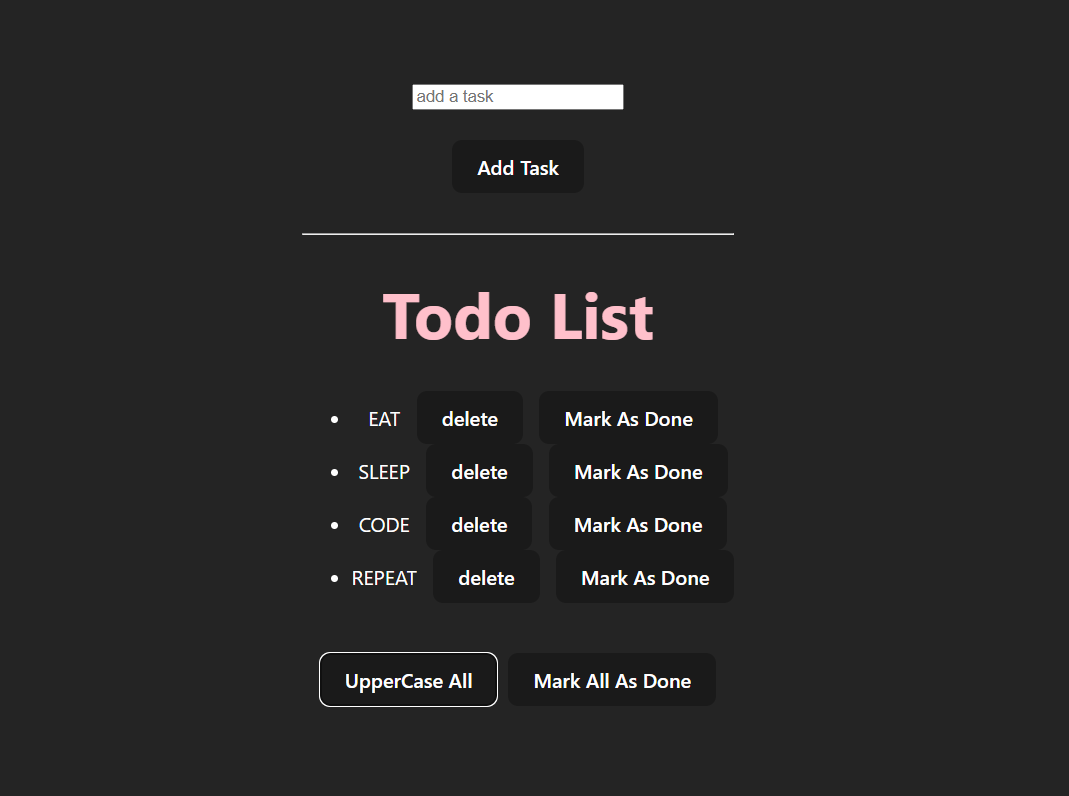 add a task
Add Task
Todo List
EAT delete Mark As Done
SLEEP delete Mark As Done
CODE delete Mark As Done
REPEAT delete Mark As Done
UpperCase All Mark All As Done